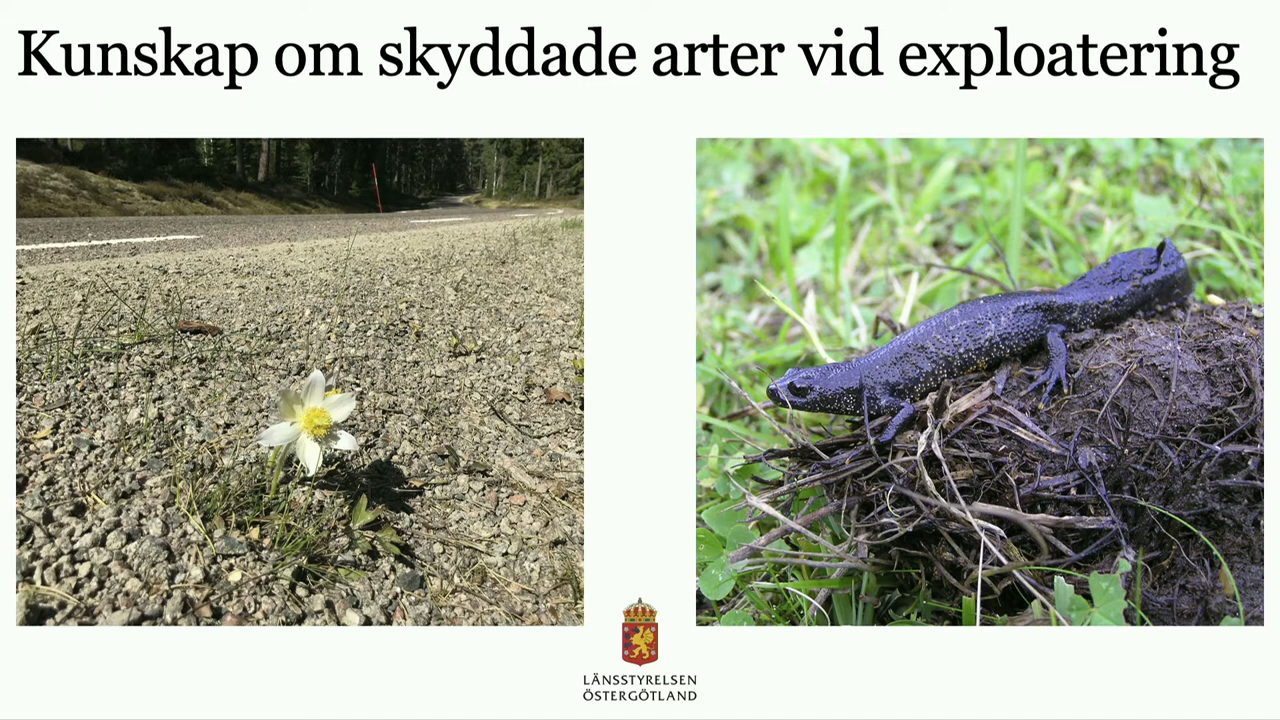 Kunskap om skyddade arter vid exploatering
LÄNSSTYRELSEN
ÖSTERGÖTLAND